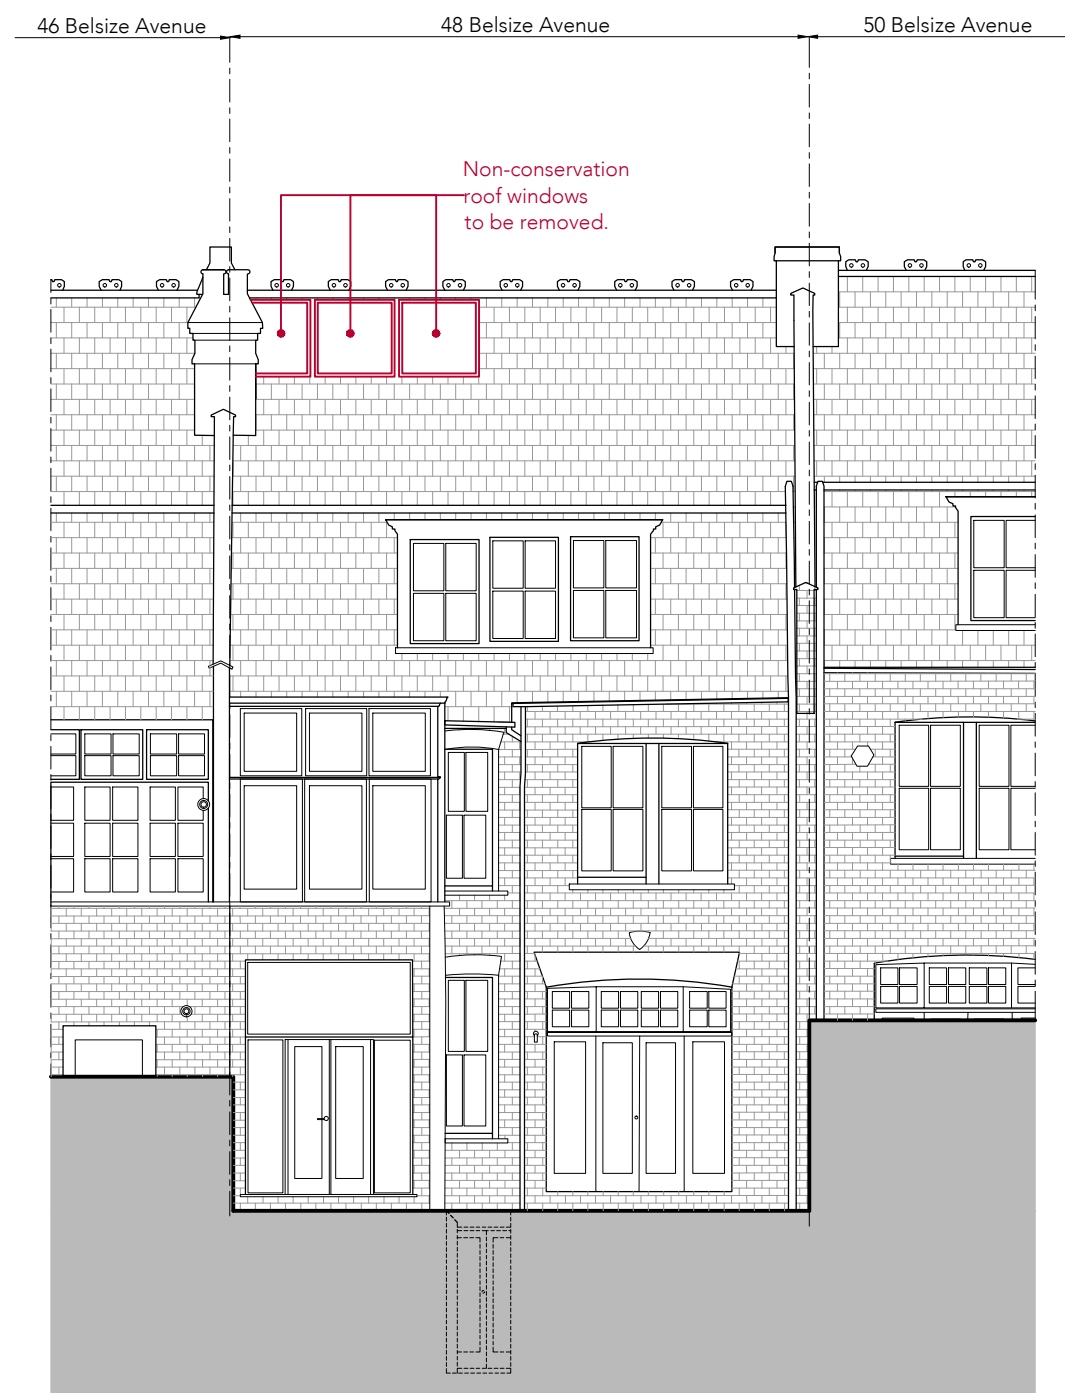 46 Belsize Avenue
48 Belsize Avenue
50 Belsize Avenue
Non-conservation
roof windows
to be removed.